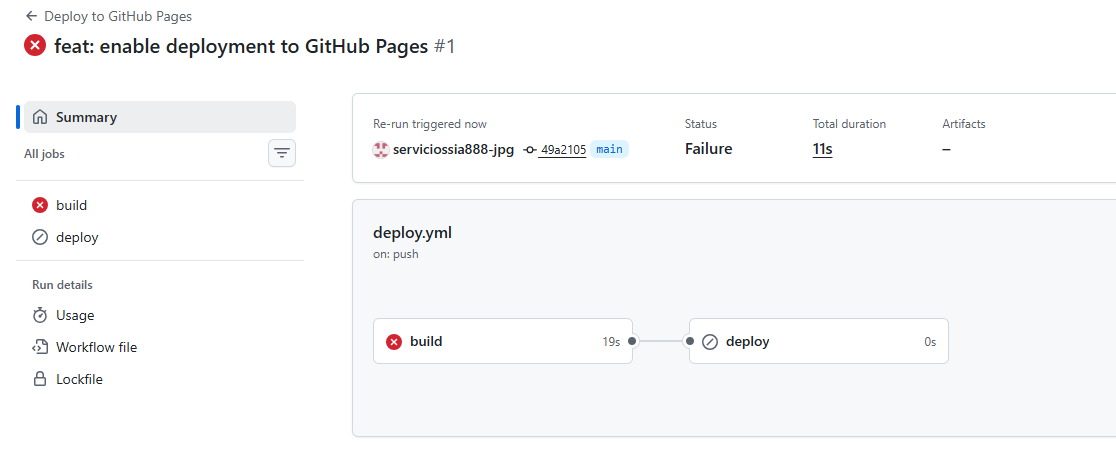 Deploy to GitHub Pages
feat: enable deployment to GitHub Pages #1
Summary
All jobs
build
deploy
Run details
Usage
Workflow file
Lockfile
Re-run triggered now
serviciossia888-jpg 49a2105 main
Status
Failure
Total duration
11s
Artifacts
–
deploy.yml
on: push
build 19s
deploy 0s